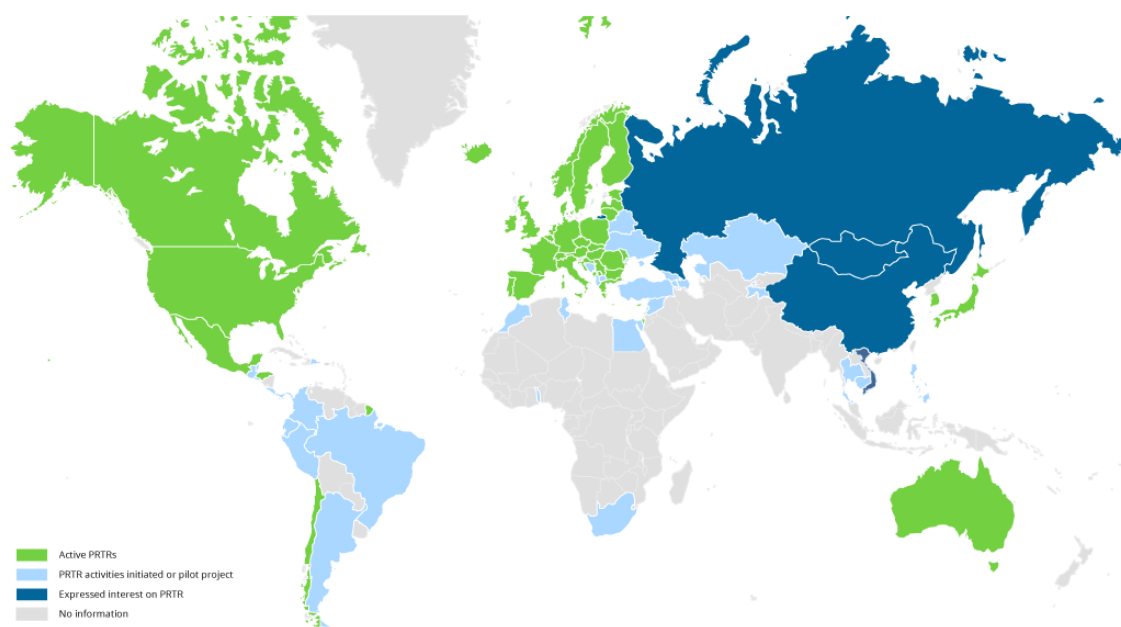 Active PRTRs
PRTR activities initiated or pilot project
Expressed interest on PRTR
No information